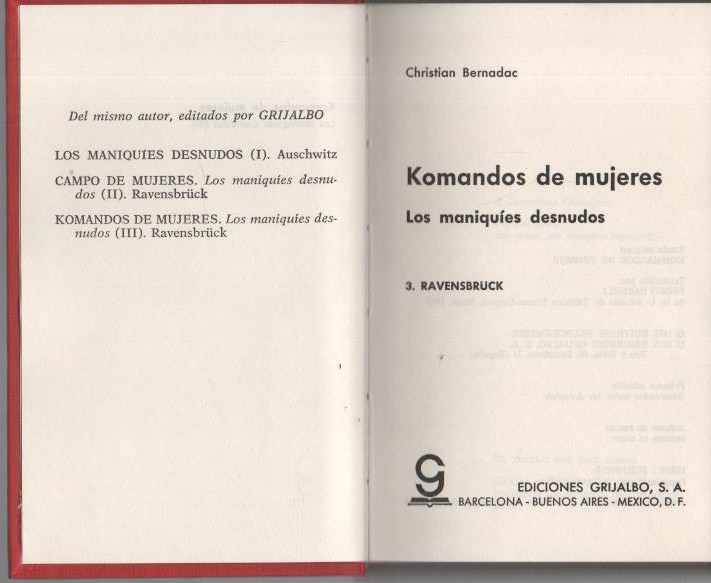 Del mismo autor, editados por GRIJALBO
LOS MANIQUÍES DESNUDOS (I). Auschwitz
CAMPO DE MUJERES. Los maniquíes desnu-
dos (II). Ravensbrück
KOMANDOS DE MUJERES. Los maniquíes des-
nudos (III). Ravensbrück
Christian Bernadac
Komandos de mujeres
Los maniquíes desnudos
3. RAVENSBRUCK
EDICIONES GRIJALBO, S. A.
BARCELONA - BUENOS AIRES - MEXICO, D. F.